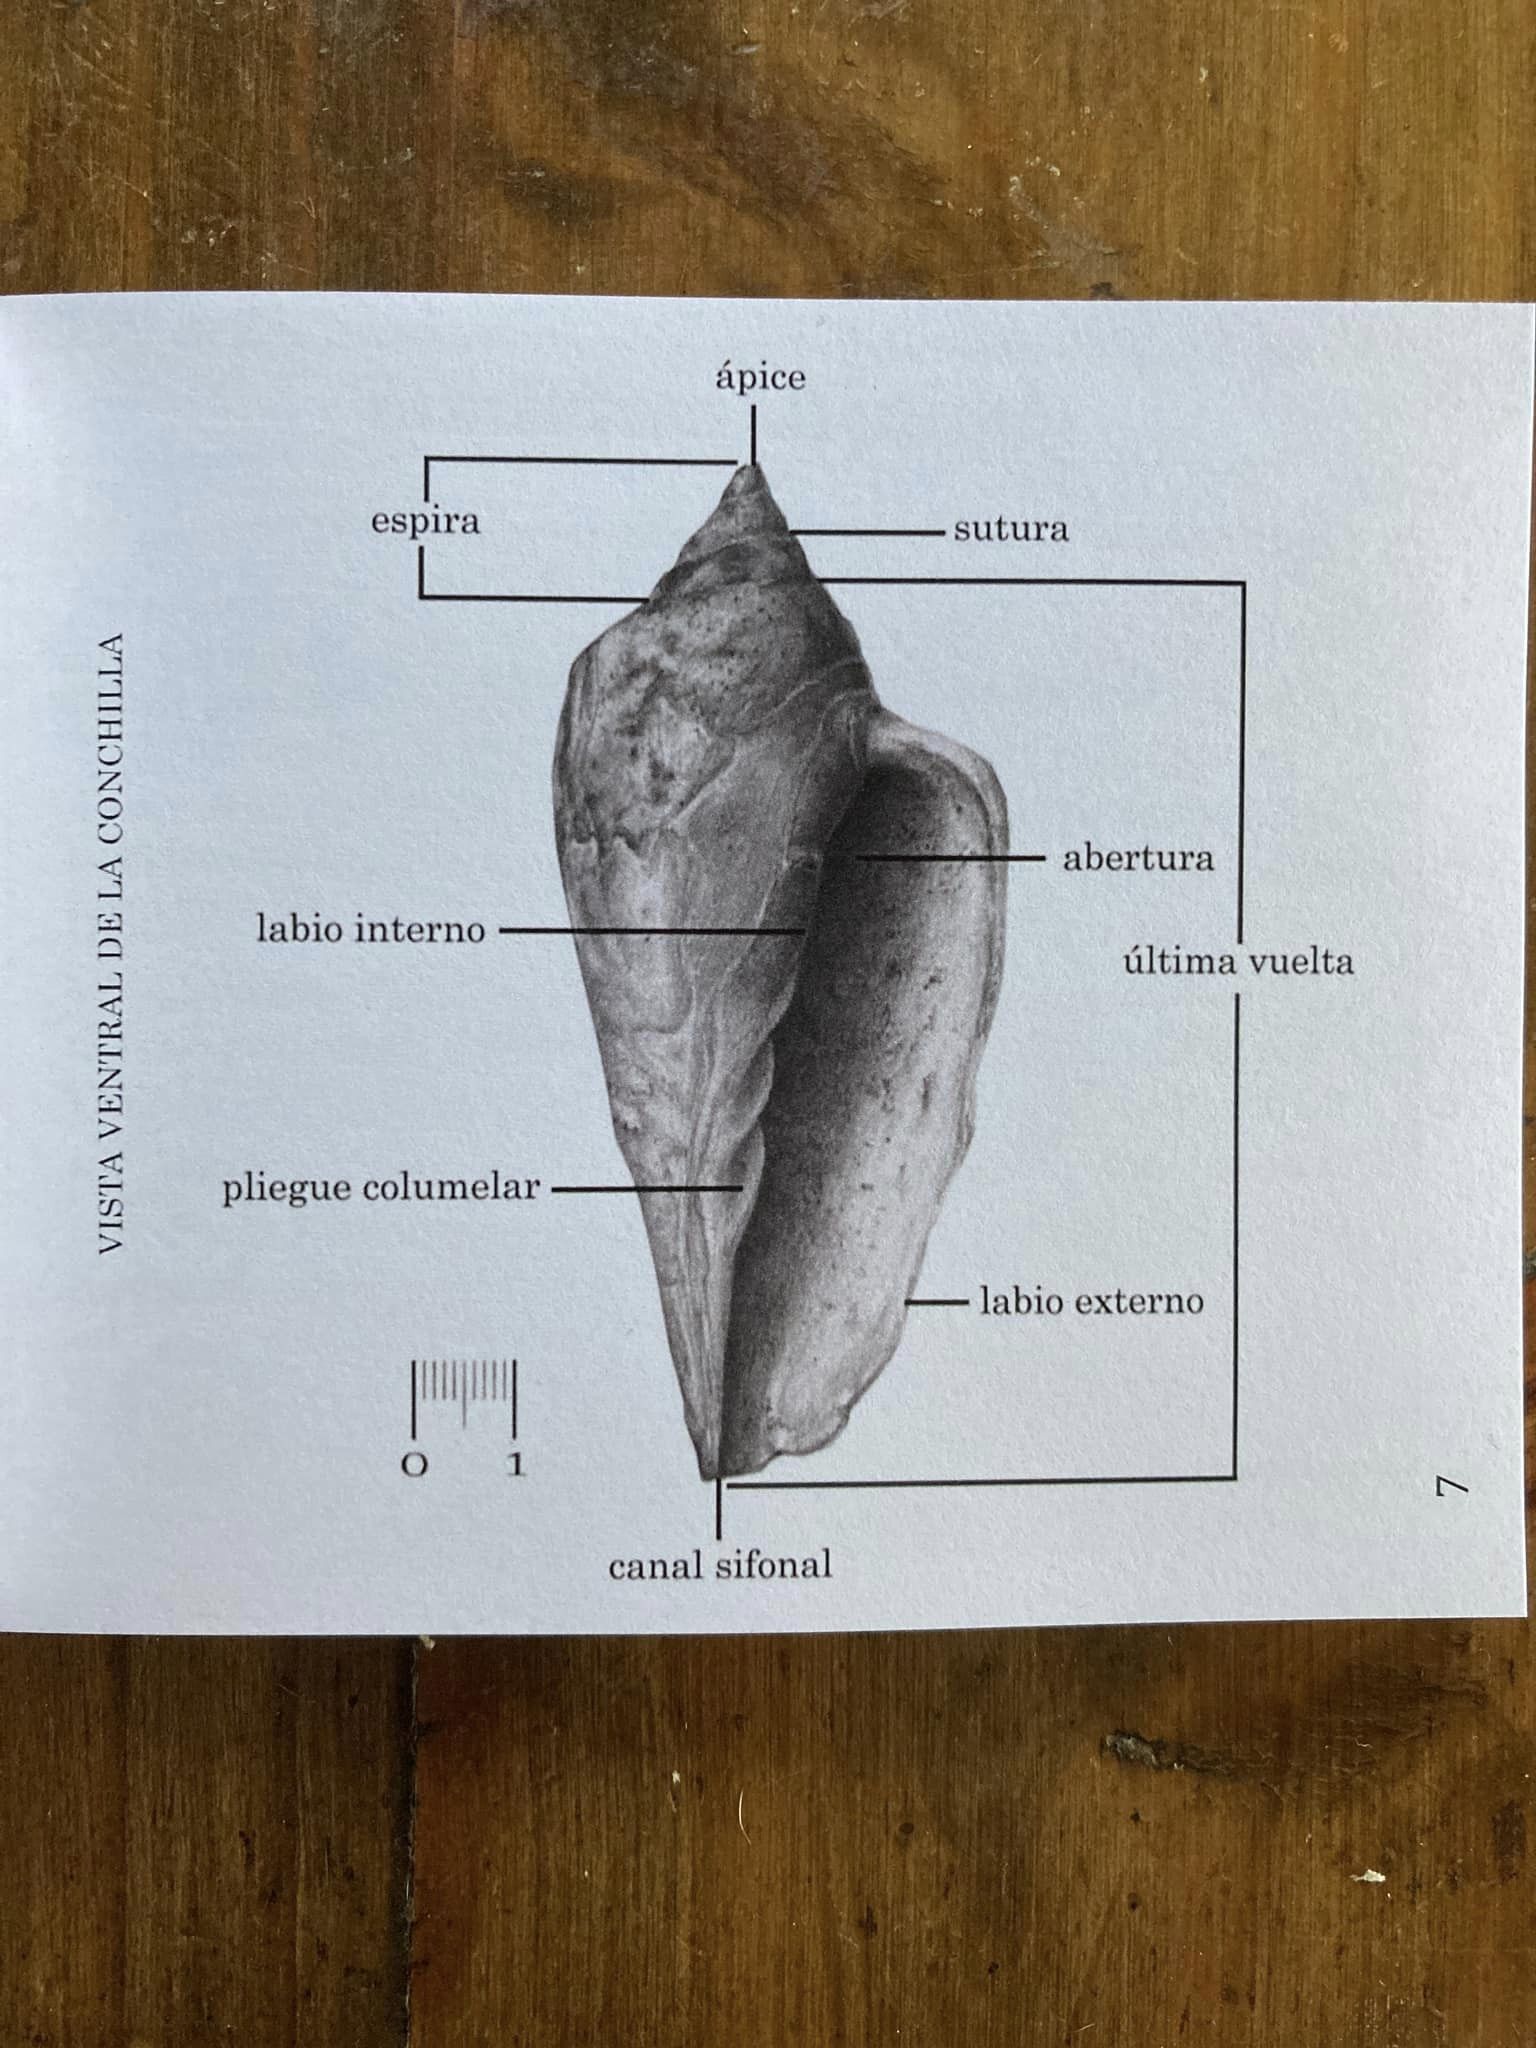 VISTA VENTRAL DE LA CONCHILLA
ápice
espira
sutura
abertura
labio interno
última vuelta
pliegue columelar
labio externo
0 1
canal sifonal
7